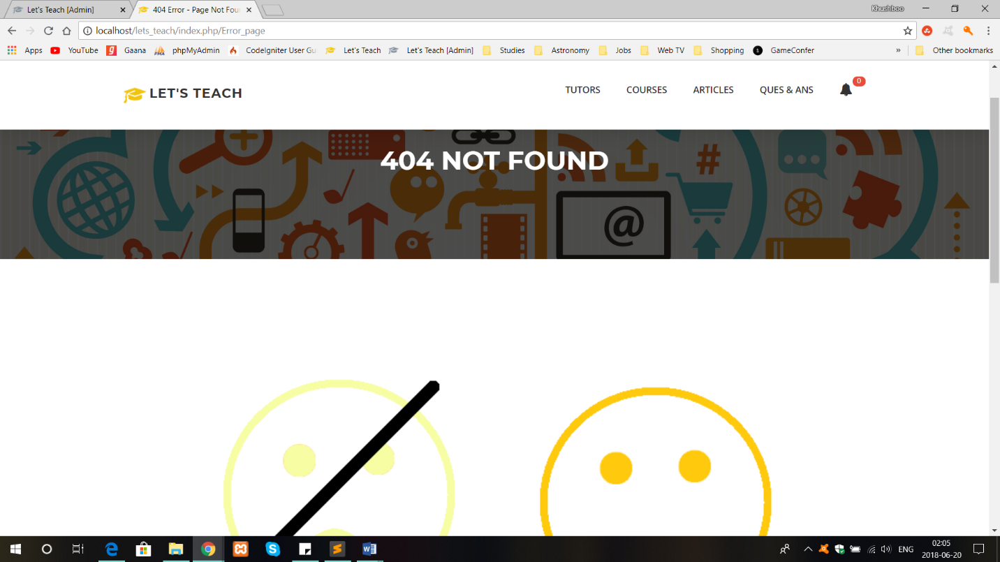 Let's Teach [Admin]
404 Error - Page Not Fou
Khushboo
localhost/lets_teach/index.php/Error_page
Apps
YouTube
Gaana
phpMyAdmin
CodeIgniter User Gu
Let's Teach
Let's Teach [Admin]
Studies
Astronomy
Jobs
Web TV
Shopping
GameConfer
»
Other bookmarks
LET'S TEACH
TUTORS
COURSES
ARTICLES
QUES & ANS
0
404 NOT FOUND
#
@
ENG
02:05
2018-06-20